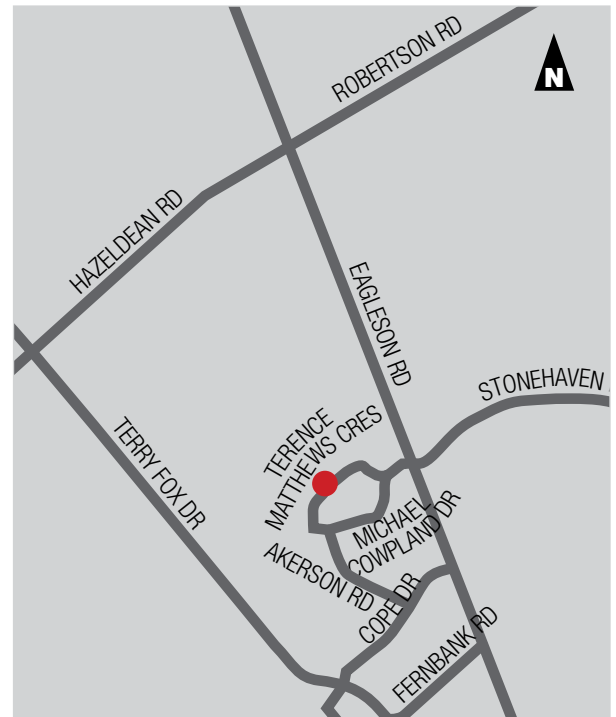 ROBERTSON RD
N
HAZELDEAN RD
EAGLESON RD
STONEHAVEN
TERENCE
MATTHEWS CRES
TERRY FOX DR
MICHAEL
COWPLAND DR
AKERSON RD
COPE DR
FERNBANK RD